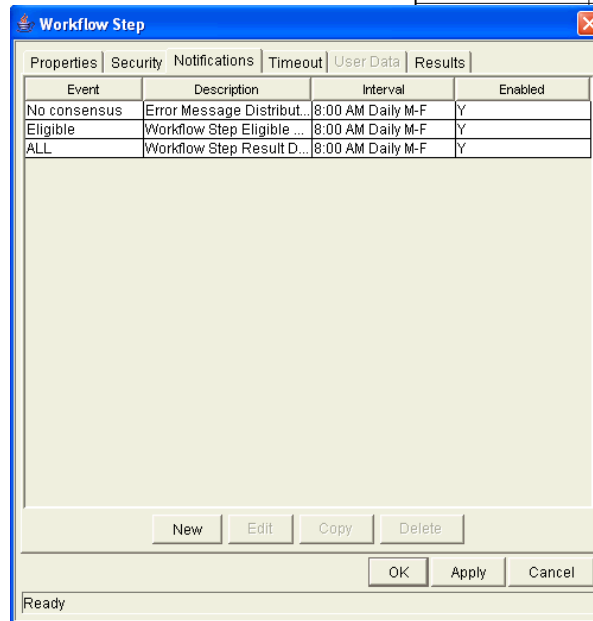 Workflow Step
Properties Security Notifications Timeout User Data Results
Event Description Interval Enabled
No consensus Error Message Distribut... 8:00 AM Daily M-F Y
Eligible Workflow Step Eligible ... 8:00 AM Daily M-F Y
ALL Workflow Step Result D... 8:00 AM Daily M-F Y
New Edit Copy Delete
OK Apply Cancel
Ready